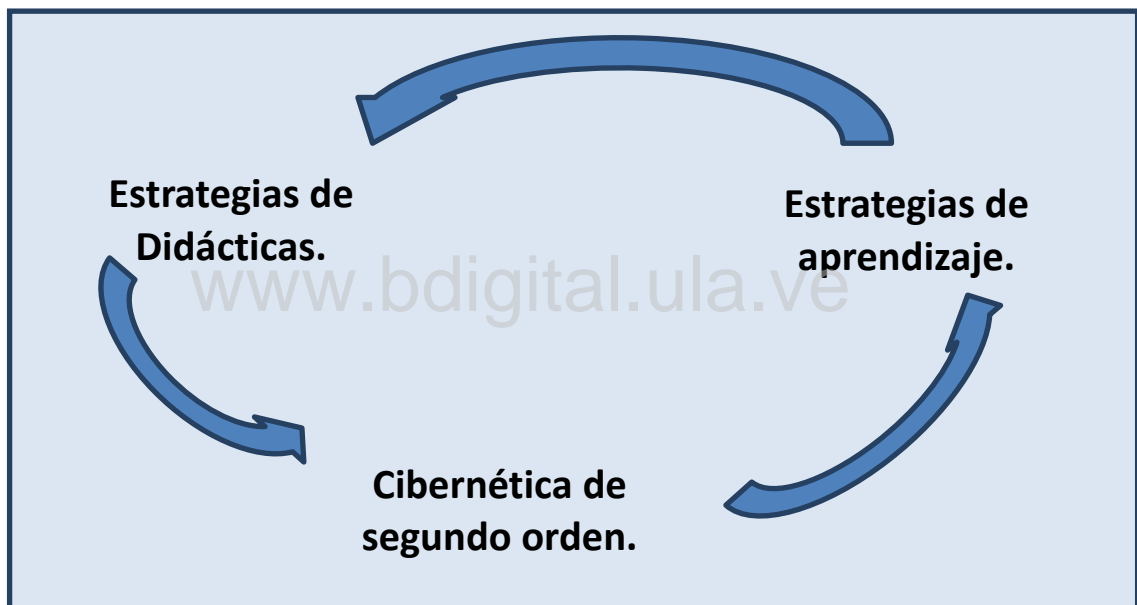 Estrategias de
Didácticas.
Estrategias de
aprendizaje.
www.bdigital.ula.ve
Cibernética de
segundo orden.